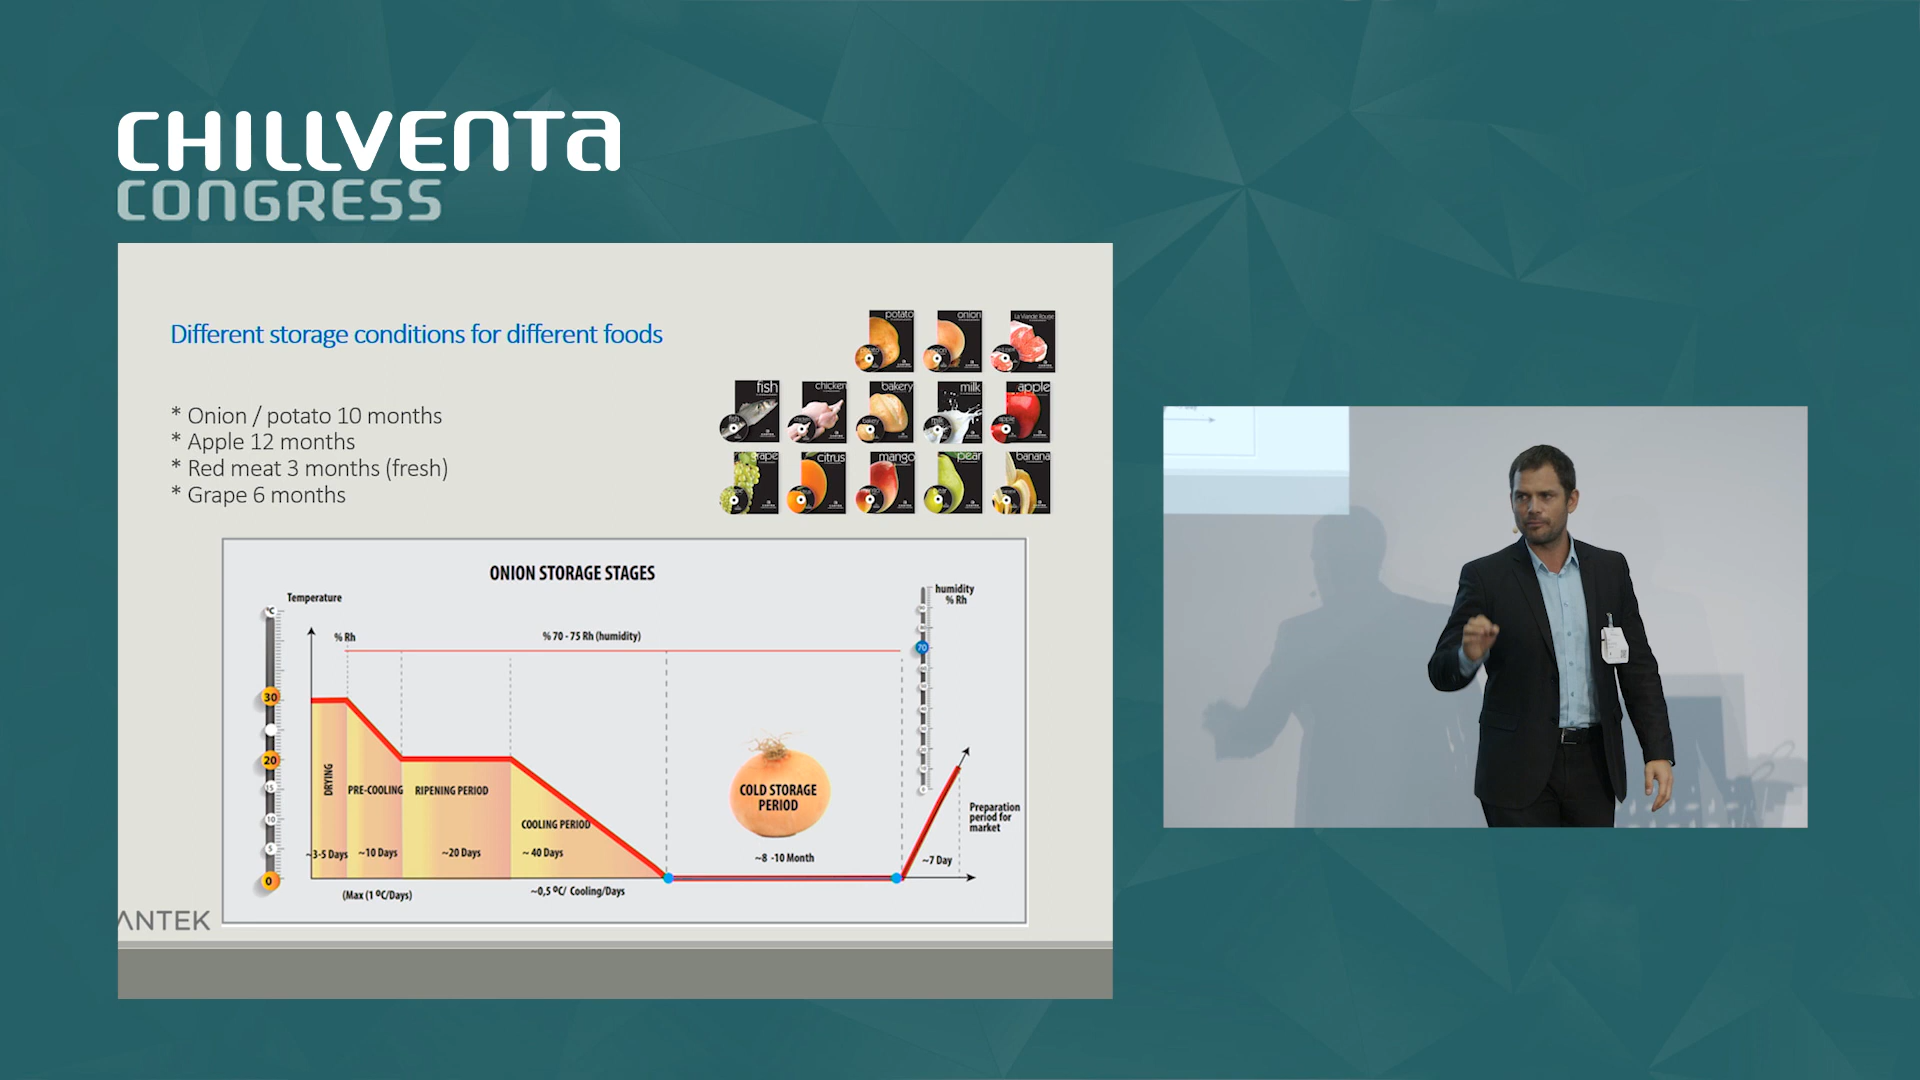 CHILLVENTA
CONGRESS
Different storage conditions for different foods
* Onion / potato 10 months
* Apple 12 months
* Red meat 3 months (fresh)
* Grape 6 months
potato
onion
La Viande Rouge
fish
chicken
bakery
milk
apple
grape
citrus
mango
pear
banana
ONION STORAGE STAGES
Temperature
°C
humidity
% Rh
% Rh
% 70 - 75 Rh (humidity)
70
30
20
15
10
5
0
DRYING
PRE-COOLING
RIPENING PERIOD
COOLING PERIOD
COLD STORAGE
PERIOD
Preparation
period for
market
~3-5 Days
~10 Days
~20 Days
~ 40 Days
~8 -10 Month
~7 Day
(Max (1 ºC/Days)
~0,5 ºC/ Cooling/Days
ANTEK